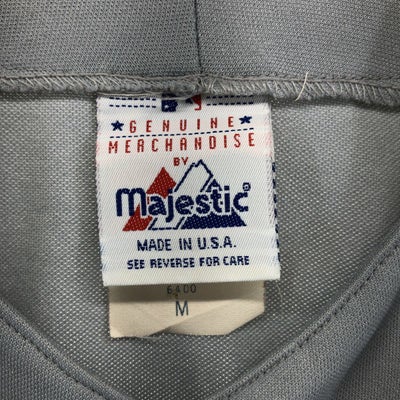 ★ GENUINE ★
MERCHANDISE
BY
Majestic®
MADE IN U.S.A.
SEE REVERSE FOR CARE
6400
M